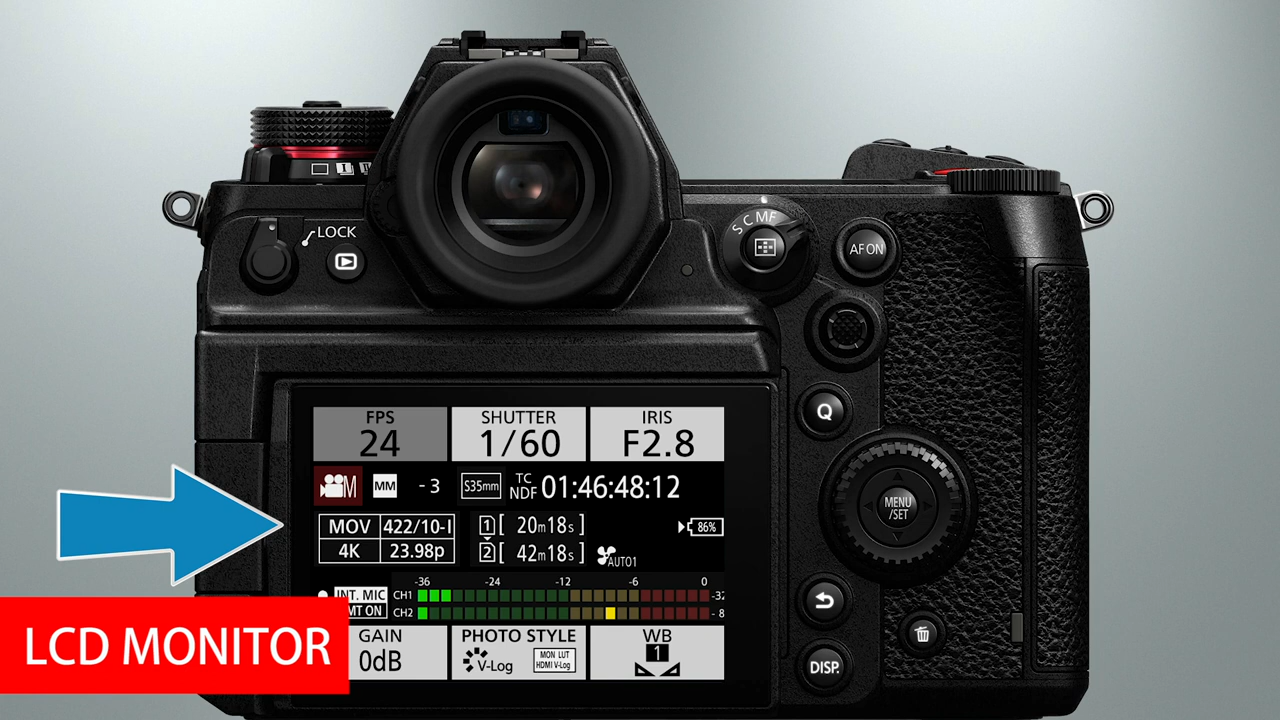 LOCK
S C MF
AF ON
Q
FPS SHUTTER IRIS
24 1/60 F2.8
M MM - 3 S35mm TC NDF 01:46:48:12
MOV 422/10-I 1[ 20m18s ] 86%
4K 23.98p 2[ 42m18s ] AUTO1
-36 -24 -12 -6 0
INT. MIC CH1 -32
MT ON CH2 - 8
GAIN PHOTO STYLE WB
0dB V-Log MON LUT HDMI V-Log 1
MENU
/SET
DISP.
LCD MONITOR